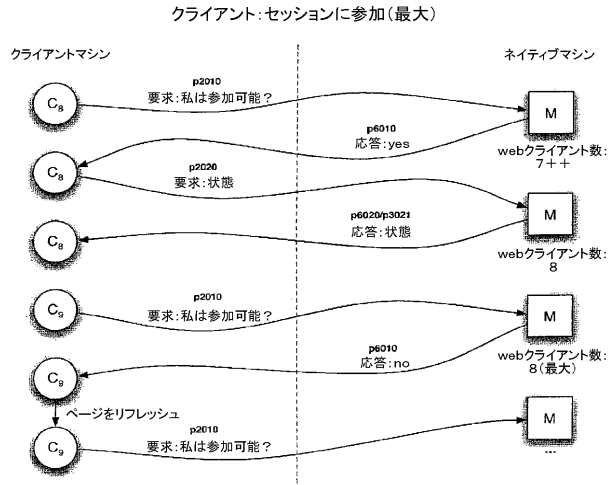 クライアント:セッションに参加(最大)
クライアントマシン
ネイティブマシン
C8
p2010
要求:私は参加可能?
M
webクライアント数:
7++
p6010
応答:yes
C8
p2020
要求:状態
M
webクライアント数:
8
p6020/p3021
応答:状態
C8
C9
p2010
要求:私は参加可能?
M
webクライアント数:
8(最大)
p6010
応答:no
C9
ページをリフレッシュ
C9
p2010
要求:私は参加可能?
M
...